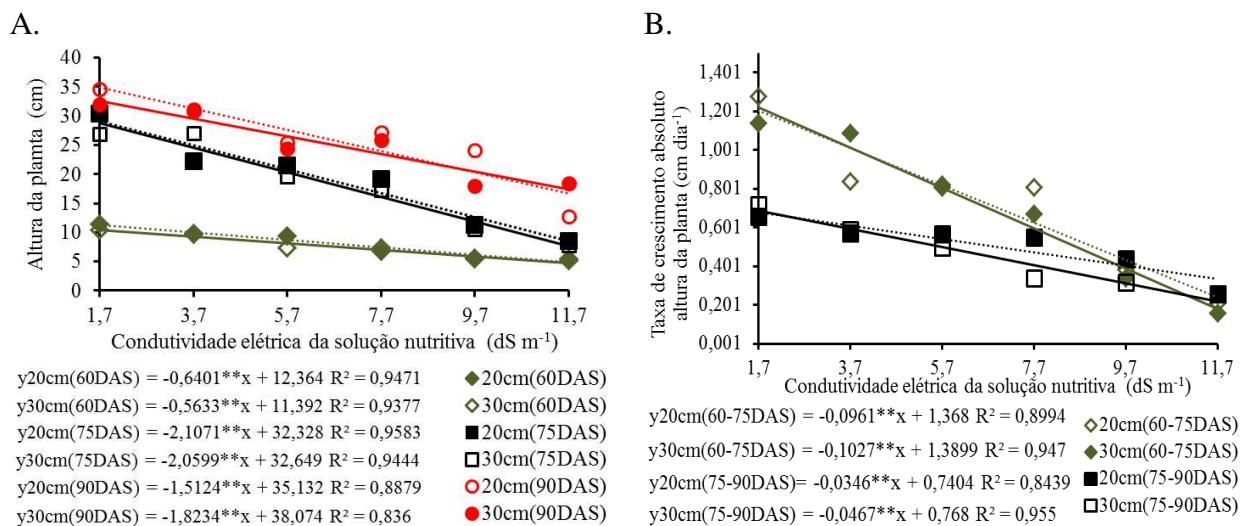 A.
Altura da plamta (cm)
40
35
30
25
20
15
10
5
0
1,7 3,7 5,7 7,7 9,7 11,7
Condutividade elétrica da solução nutritiva (dS m⁻¹)
y20cm(60DAS) = -0,6401**x + 12,364 R² = 0,9471
y30cm(60DAS) = -0,5633**x + 11,392 R² = 0,9377
y20cm(75DAS) = -2,1071**x + 32,328 R² = 0,9583
y30cm(75DAS) = -2,0599**x + 32,649 R² = 0,9444
y20cm(90DAS) = -1,5124**x + 35,132 R² = 0,8879
y30cm(90DAS) = -1,8234**x + 38,074 R² = 0,836
20cm(60DAS)
30cm(60DAS)
20cm(75DAS)
30cm(75DAS)
20cm(90DAS)
30cm(90DAS)
B.
Taxa de crescimento absoluto
altura da planta (cm dia⁻¹)
1,401
1,201
1,001
0,801
0,601
0,401
0,201
0,001
1,7 3,7 5,7 7,7 9,7 11,7
Condutividade elétrica da solução nutritiva (dS m⁻¹)
y20cm(60-75DAS) = -0,0961**x + 1,368 R² = 0,8994
y30cm(60-75DAS) = -0,1027**x + 1,3899 R² = 0,947
y20cm(75-90DAS)= -0,0346**x + 0,7404 R² = 0,8439
y30cm(75-90DAS) = -0,0467**x + 0,768 R² = 0,955
20cm(60-75DAS)
30cm(60-75DAS)
20cm(75-90DAS)
30cm(75-90DAS)